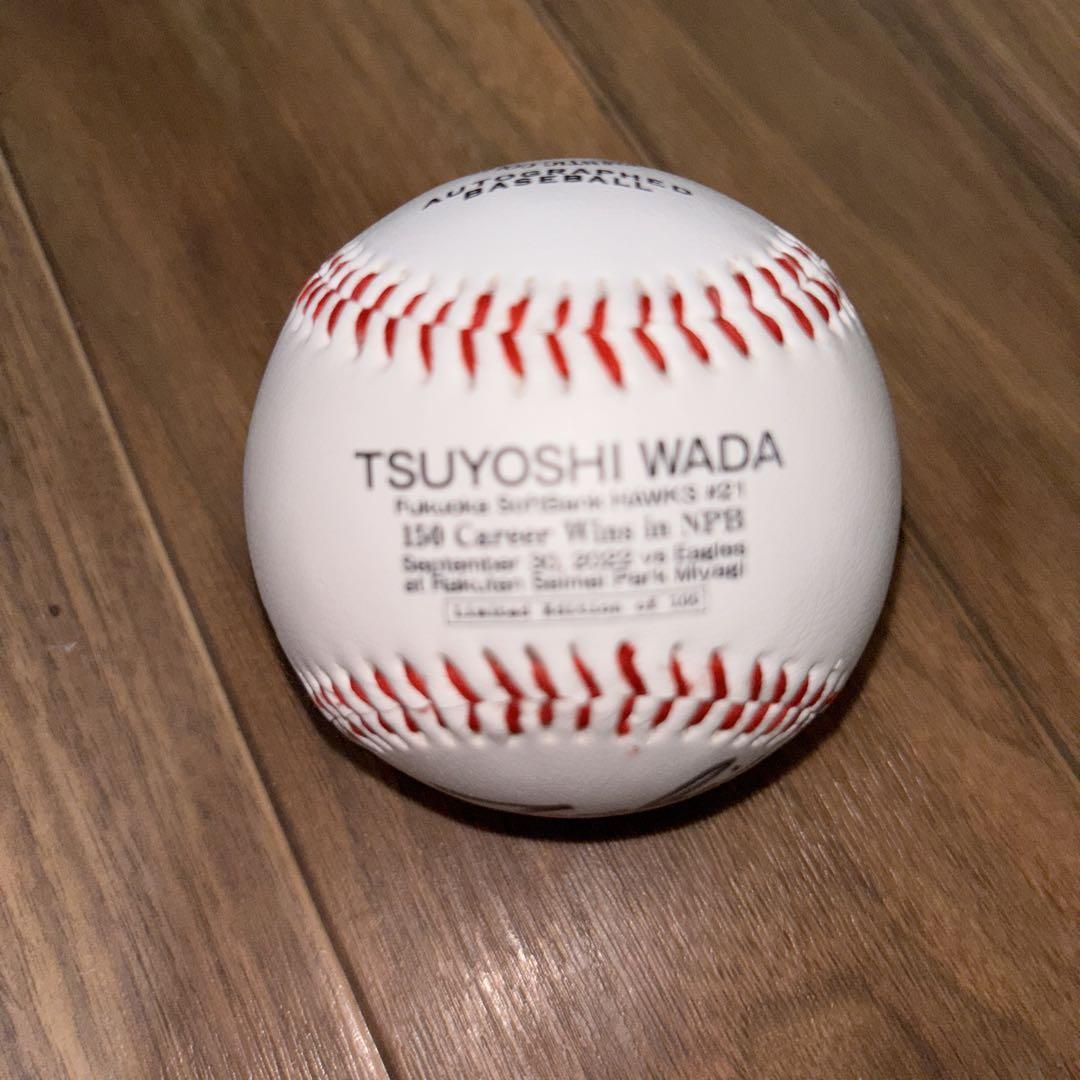 AUTOGRAPHED
BASEBALL
TSUYOSHI WADA
Fukuoka SoftBank HAWKS #21
150 Career Wins in NPB
September 30, 2022 vs Eagles
at Rakuten Seimei Park Miyagi
Limited Edition of 100